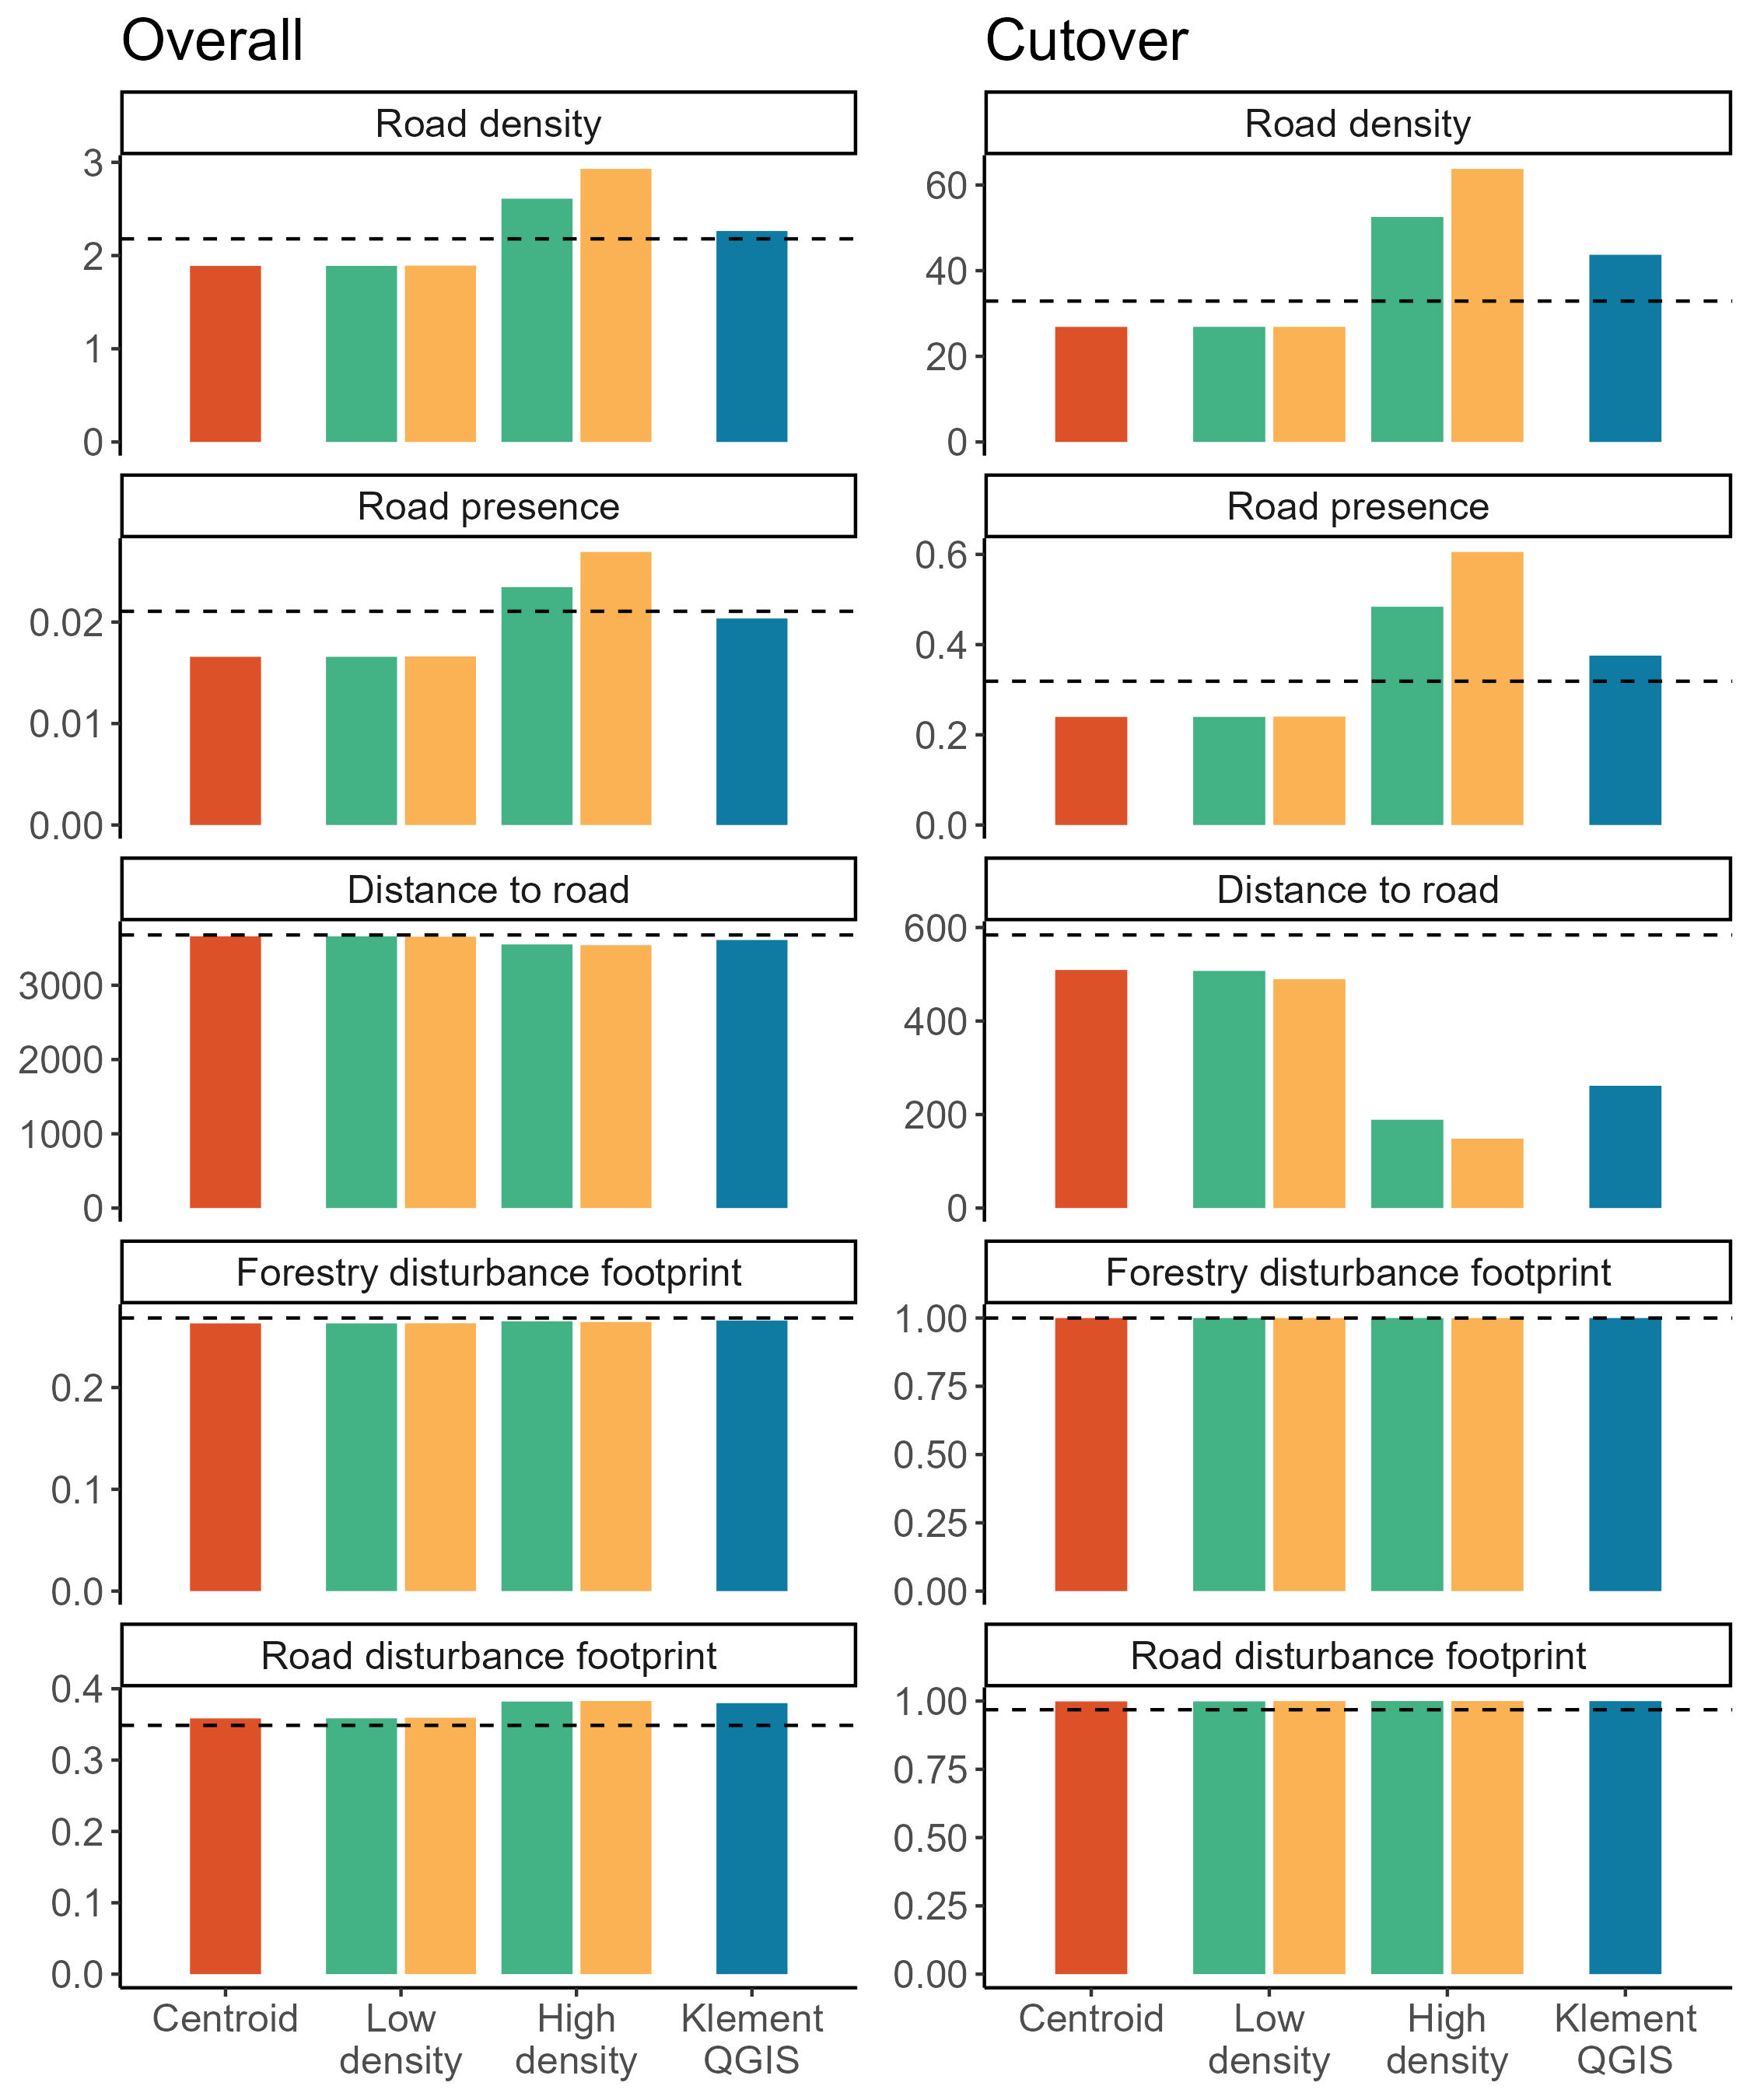 Overall
Cutover
Road density
Road density
3
2
1
0
60
40
20
0
Road presence
Road presence
0.02
0.01
0.00
0.6
0.4
0.2
0.0
Distance to road
Distance to road
3000
2000
1000
0
600
400
200
0
Forestry disturbance footprint
Forestry disturbance footprint
0.2
0.1
0.0
1.00
0.75
0.50
0.25
0.00
Road disturbance footprint
Road disturbance footprint
0.4
0.3
0.2
0.1
0.0
1.00
0.75
0.50
0.25
0.00
Centroid
Low
density
High
density
Klement
QGIS
Centroid
Low
density
High
density
Klement
QGIS